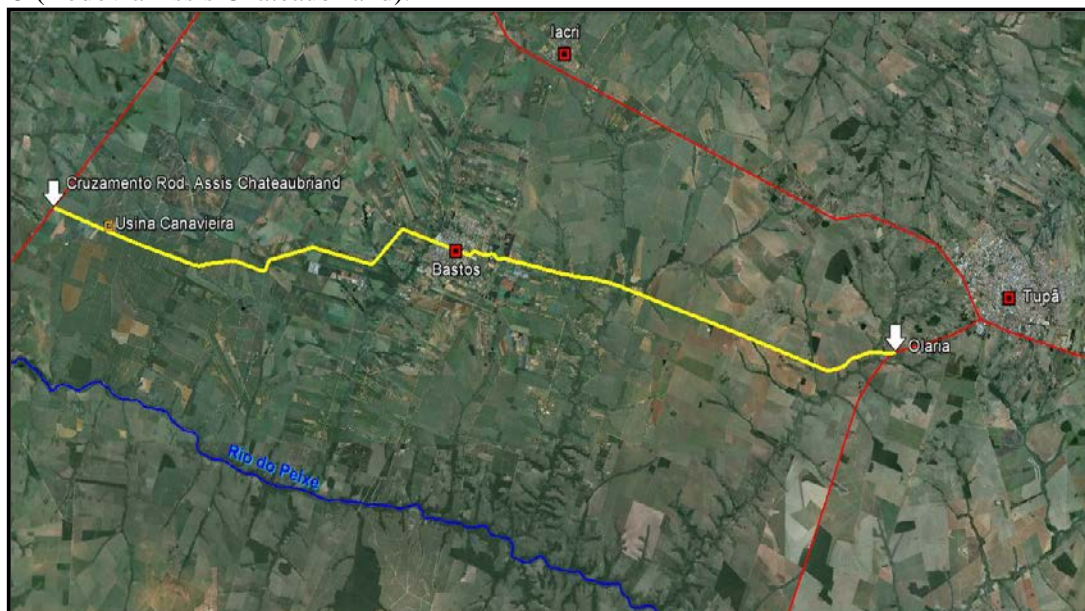 Iacri
Cruzamento Rod. Assis Chateaubriand
Usina Canavieira
Bastos
Tupã
Olaria
Rio do Peixe